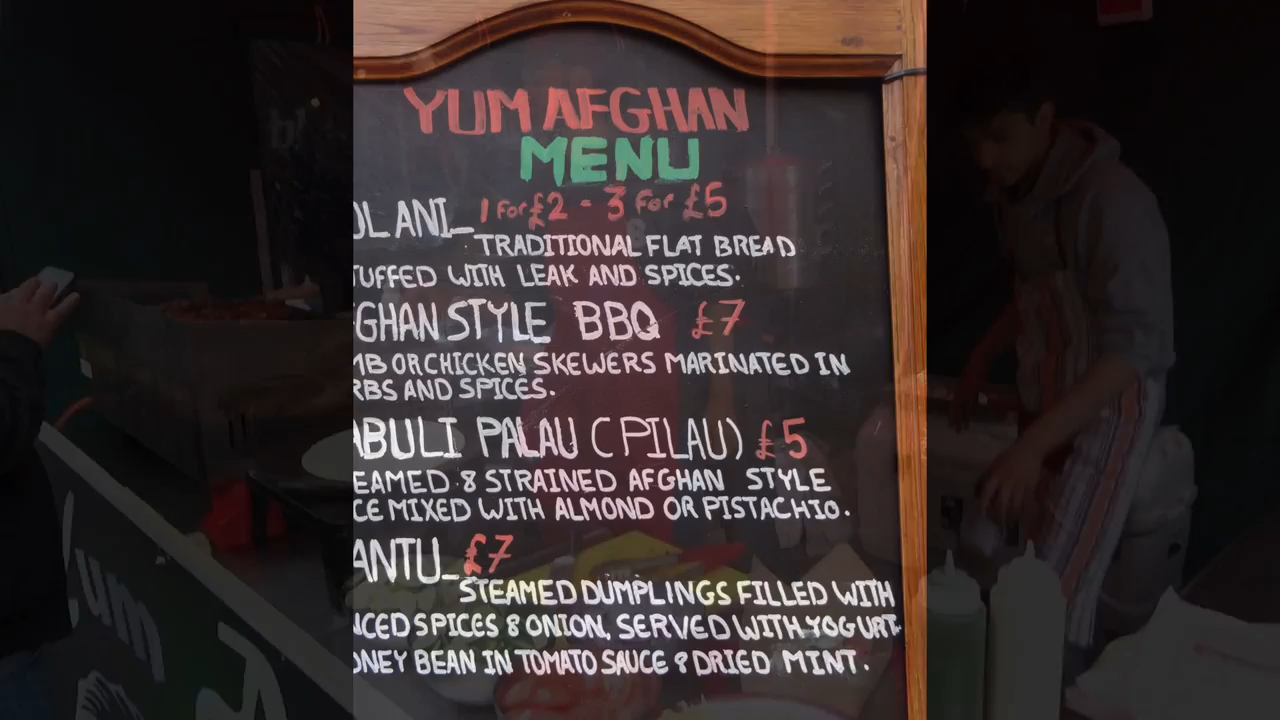 YUM AFGHAN
MENU
OLANI_ 1 For £2 - 3 For £5
TRADITIONAL FLAT BREAD
TUFFED WITH LEAK AND SPICES.
GHAN STYLE BBQ £7
MB OR CHICKEN SKEWERS MARINATED IN
RBS AND SPICES.
ABULI PALAU (PILAU) £5
EAMED & STRAINED AFGHAN STYLE
CE MIXED WITH ALMOND OR PISTACHIO.
ANTU_ £7
STEAMED DUMPLINGS FILLED WITH
NCED SPICES & ONION, SERVED WITH YOGURT
DNEY BEAN IN TOMATO SAUCE & DRIED MINT.
um